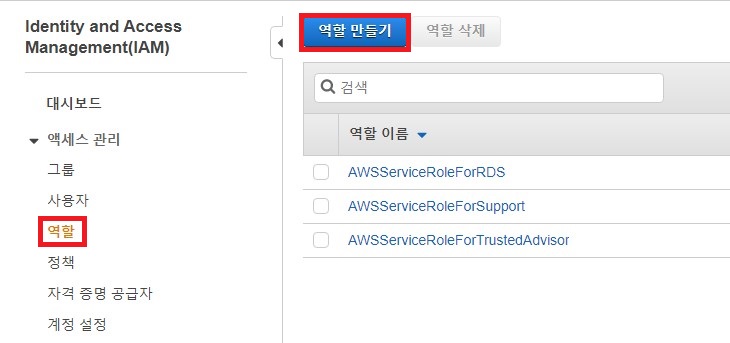 Identity and Access
Management(IAM)
대시보드
액세스 관리
그룹
사용자
역할
정책
자격 증명 공급자
계정 설정
역할 만들기
역할 삭제
검색
역할 이름
AWSServiceRoleForRDS
AWSServiceRoleForSupport
AWSServiceRoleForTrustedAdvisor